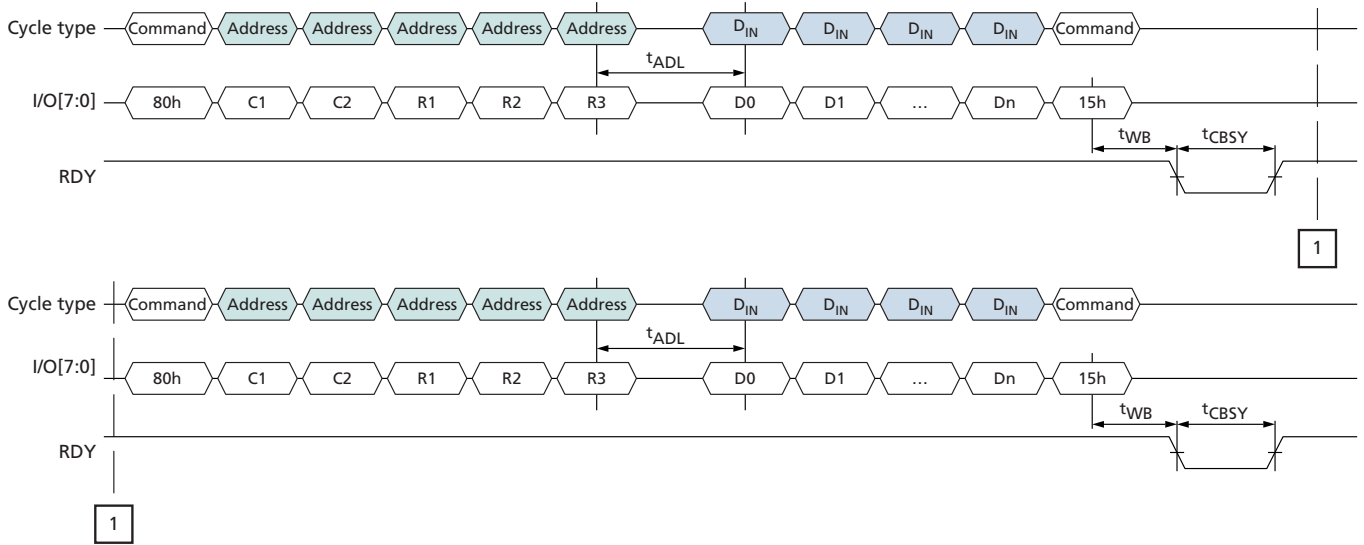 Cycle type Command Address Address Address Address Address DIN DIN DIN DIN Command
tADL
I/O[7:0] 80h C1 C2 R1 R2 R3 D0 D1 … Dn 15h
tWB tCBSY
RDY
1
Cycle type Command Address Address Address Address Address DIN DIN DIN DIN Command
tADL
I/O[7:0] 80h C1 C2 R1 R2 R3 D0 D1 … Dn 15h
tWB tCBSY
RDY
1